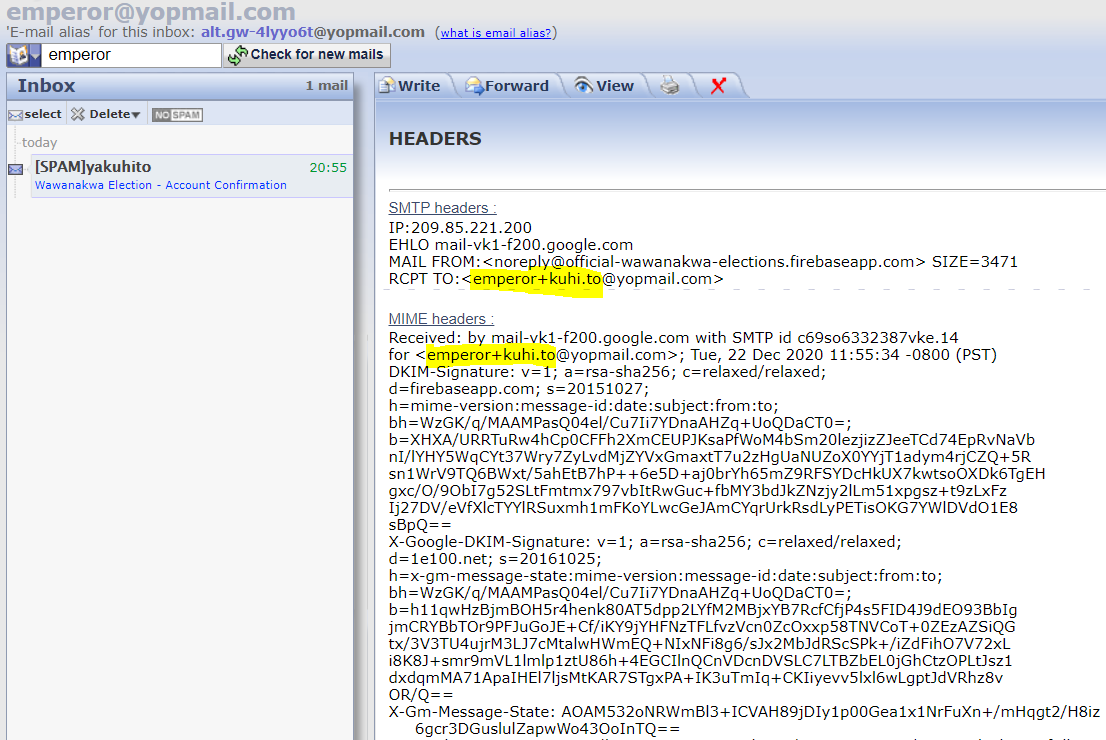 emperor@yopmail.com
'E-mail alias' for this inbox: alt.gw-4lyyo6t@yopmail.com (what is email alias?)
emperor Check for new mails
Inbox 1 mail
select Delete NO SPAM
today
[SPAM]yakuhito 20:55
Wawanakwa Election - Account Confirmation
Write Forward View
HEADERS
SMTP headers :
IP:209.85.221.200
EHLO mail-vk1-f200.google.com
MAIL FROM:<noreply@official-wawanakwa-elections.firebaseapp.com> SIZE=3471
RCPT TO:<emperor+kuhi.to@yopmail.com>
MIME headers :
Received: by mail-vk1-f200.google.com with SMTP id c69so6332387vke.14
for <emperor+kuhi.to@yopmail.com>; Tue, 22 Dec 2020 11:55:34 -0800 (PST)
DKIM-Signature: v=1; a=rsa-sha256; c=relaxed/relaxed;
d=firebaseapp.com; s=20151027;
h=mime-version:message-id:date:subject:from:to;
bh=WzGK/q/MAAMPasQ04el/Cu7Ii7YDnaAHZq+UoQDaCT0=;
b=XHXA/URRTuRw4hCp0CFFh2XmCEUPJKsaPfWoM4bSm20lezjizZJeeTCd74EpRvNaVb
nI/lYHY5WqCYt37Wry7ZyLvdMjZYVxGmaxtT7u2zHgUaNUZoX0YYjT1adym4rjCZQ+5R
sn1WrV9TQ6BWxt/5ahEtB7hP++6e5D+aj0brYh65mZ9RFSYDcHkUX7kwtsoOXDk6TgEH
gxc/O/9ObI7g52SLtFmtmx797vbItRwGuc+fbMY3bdJkZNzjy2lLm51xpgsz+t9zLxFz
Ij27DV/eVfXlcTYYlRSuxmh1mFKoYLwcGeJAmCYqrUrkRsdLyPETisOKG7YWlDVdO1E8
sBpQ==
X-Google-DKIM-Signature: v=1; a=rsa-sha256; c=relaxed/relaxed;
d=1e100.net; s=20161025;
h=x-gm-message-state:mime-version:message-id:date:subject:from:to;
bh=WzGK/q/MAAMPasQ04el/Cu7Ii7YDnaAHZq+UoQDaCT0=;
b=h11qwHzBjmBOH5r4henk80AT5dpp2LYfM2MBjxYB7RcfCfjP4s5FID4J9dEO93BbIg
jmCRYBbTOr9PFJuGoJE+Cf/iKY9jYHFNzTFLfvzVcn0ZcOxxp58TNVCoT+0ZEzAZSiQG
tx/3V3TU4ujrM3LJ7cMtalwHWmEQ+NIxNFi8g6/sJx2MbJdRScSPk+/iZdFihO7V72xL
i8K8J+smr9mVL1lmlp1ztU86h+4EGCIlnQCnVDcnDVSLC7LTBZbEL0jGhCtzOPLtJsz1
dxdqmMA71ApaIHEl7ljsMtKAR7STgxPA+IK3uTmIq+CKIiyevv5lxl6wLgptJdVRhz8v
OR/Q==
X-Gm-Message-State: AOAM532oNRWmBl3+ICVAH89jDIy1p00Gea1x1NrFuXn+/mHqgt2/H8iz
6gcr3DGuslulZapwWo43OoInTQ==